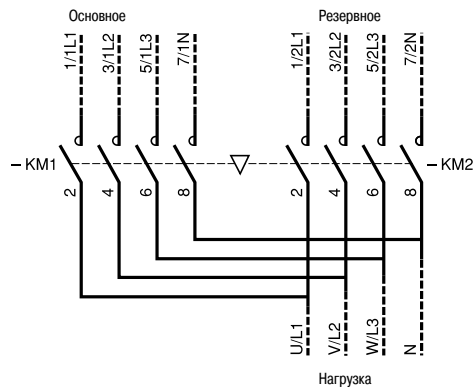 Основное
Резервное
1/1L1
3/1L2
5/1L3
7/1N
1/2L1
3/2L2
5/2L3
7/2N
– KM1
– KM2
2
4
6
8
2
4
6
8
U/L1
V/L2
W/L3
N
Нагрузка